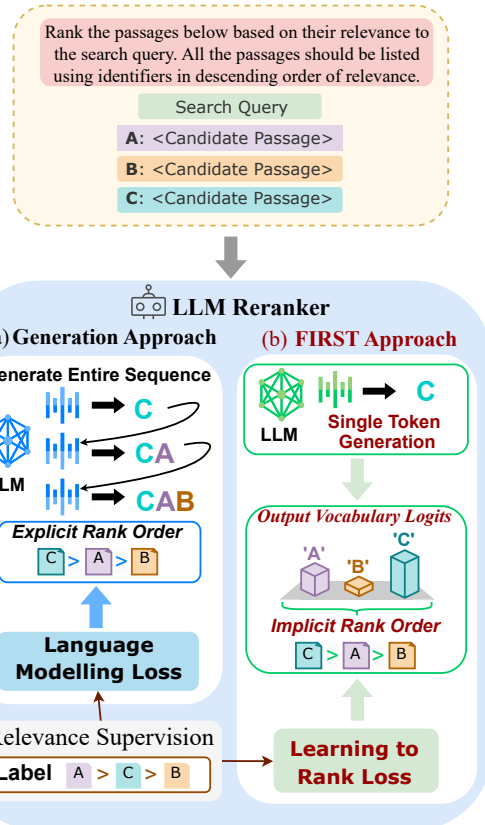 Rank the passages below based on their relevance to
the search query. All the passages should be listed
using identifiers in descending order of relevance.
Search Query
A: <Candidate Passage>
B: <Candidate Passage>
C: <Candidate Passage>
LLM Reranker
) Generation Approach
enerate Entire Sequence
C
CA
LM
CAB
Explicit Rank Order
C > A > B
Language
Modelling Loss
(b) FIRST Approach
C
LLM
Single Token
Generation
Output Vocabulary Logits
'A'
'B'
'C'
Implicit Rank Order
C > A > B
Learning to
Rank Loss
elevance Supervision
Label A > C > B